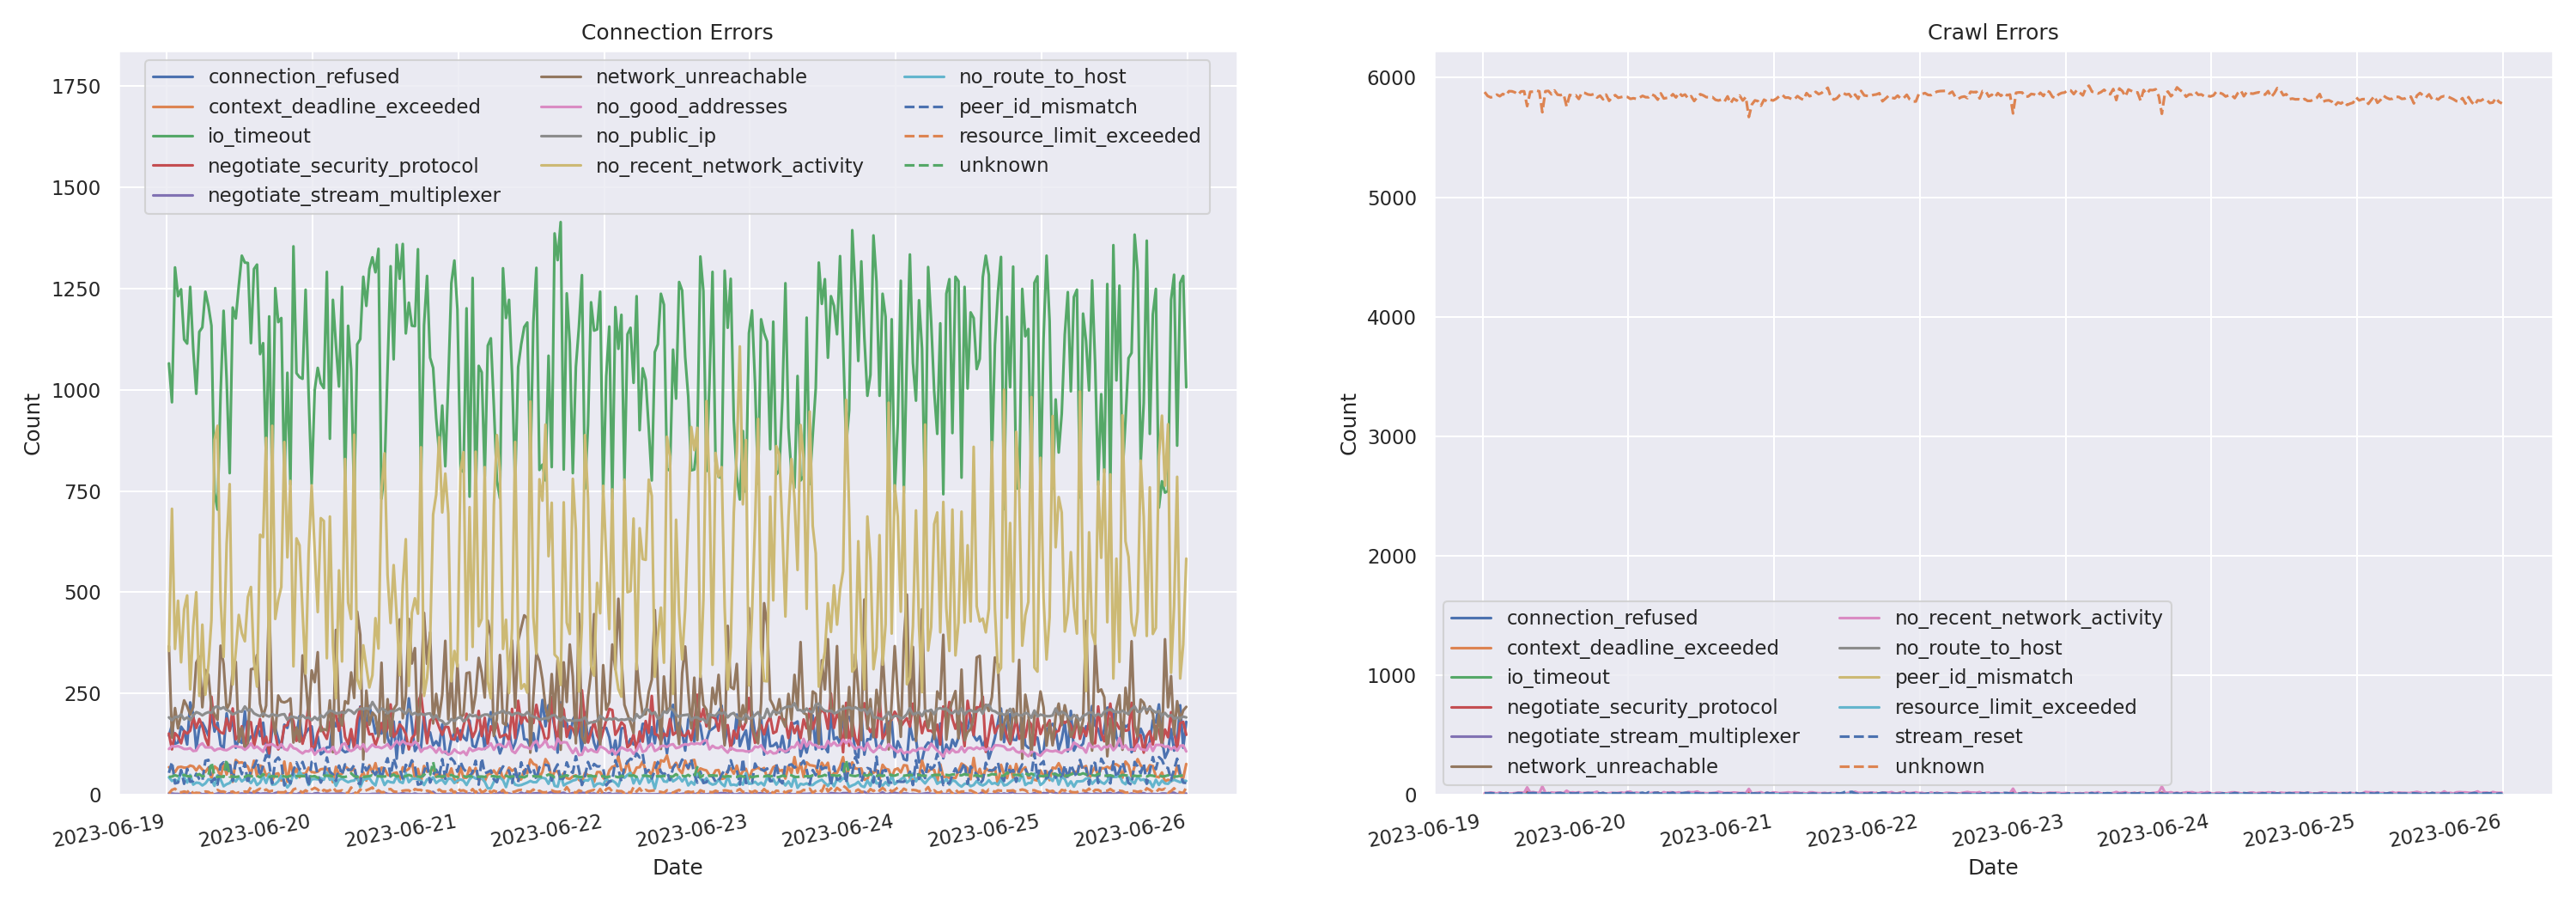 Connection Errors
connection_refused
context_deadline_exceeded
io_timeout
negotiate_security_protocol
negotiate_stream_multiplexer
network_unreachable
no_good_addresses
no_public_ip
no_recent_network_activity
no_route_to_host
peer_id_mismatch
resource_limit_exceeded
unknown
Count
1750
1500
1250
1000
750
500
250
0
2023-06-19
2023-06-20
2023-06-21
2023-06-22
2023-06-23
2023-06-24
2023-06-25
2023-06-26
Date
Crawl Errors
Count
6000
5000
4000
3000
2000
1000
0
connection_refused
context_deadline_exceeded
io_timeout
negotiate_security_protocol
negotiate_stream_multiplexer
network_unreachable
no_recent_network_activity
no_route_to_host
peer_id_mismatch
resource_limit_exceeded
stream_reset
unknown
2023-06-19
2023-06-20
2023-06-21
2023-06-22
2023-06-23
2023-06-24
2023-06-25
2023-06-26
Date